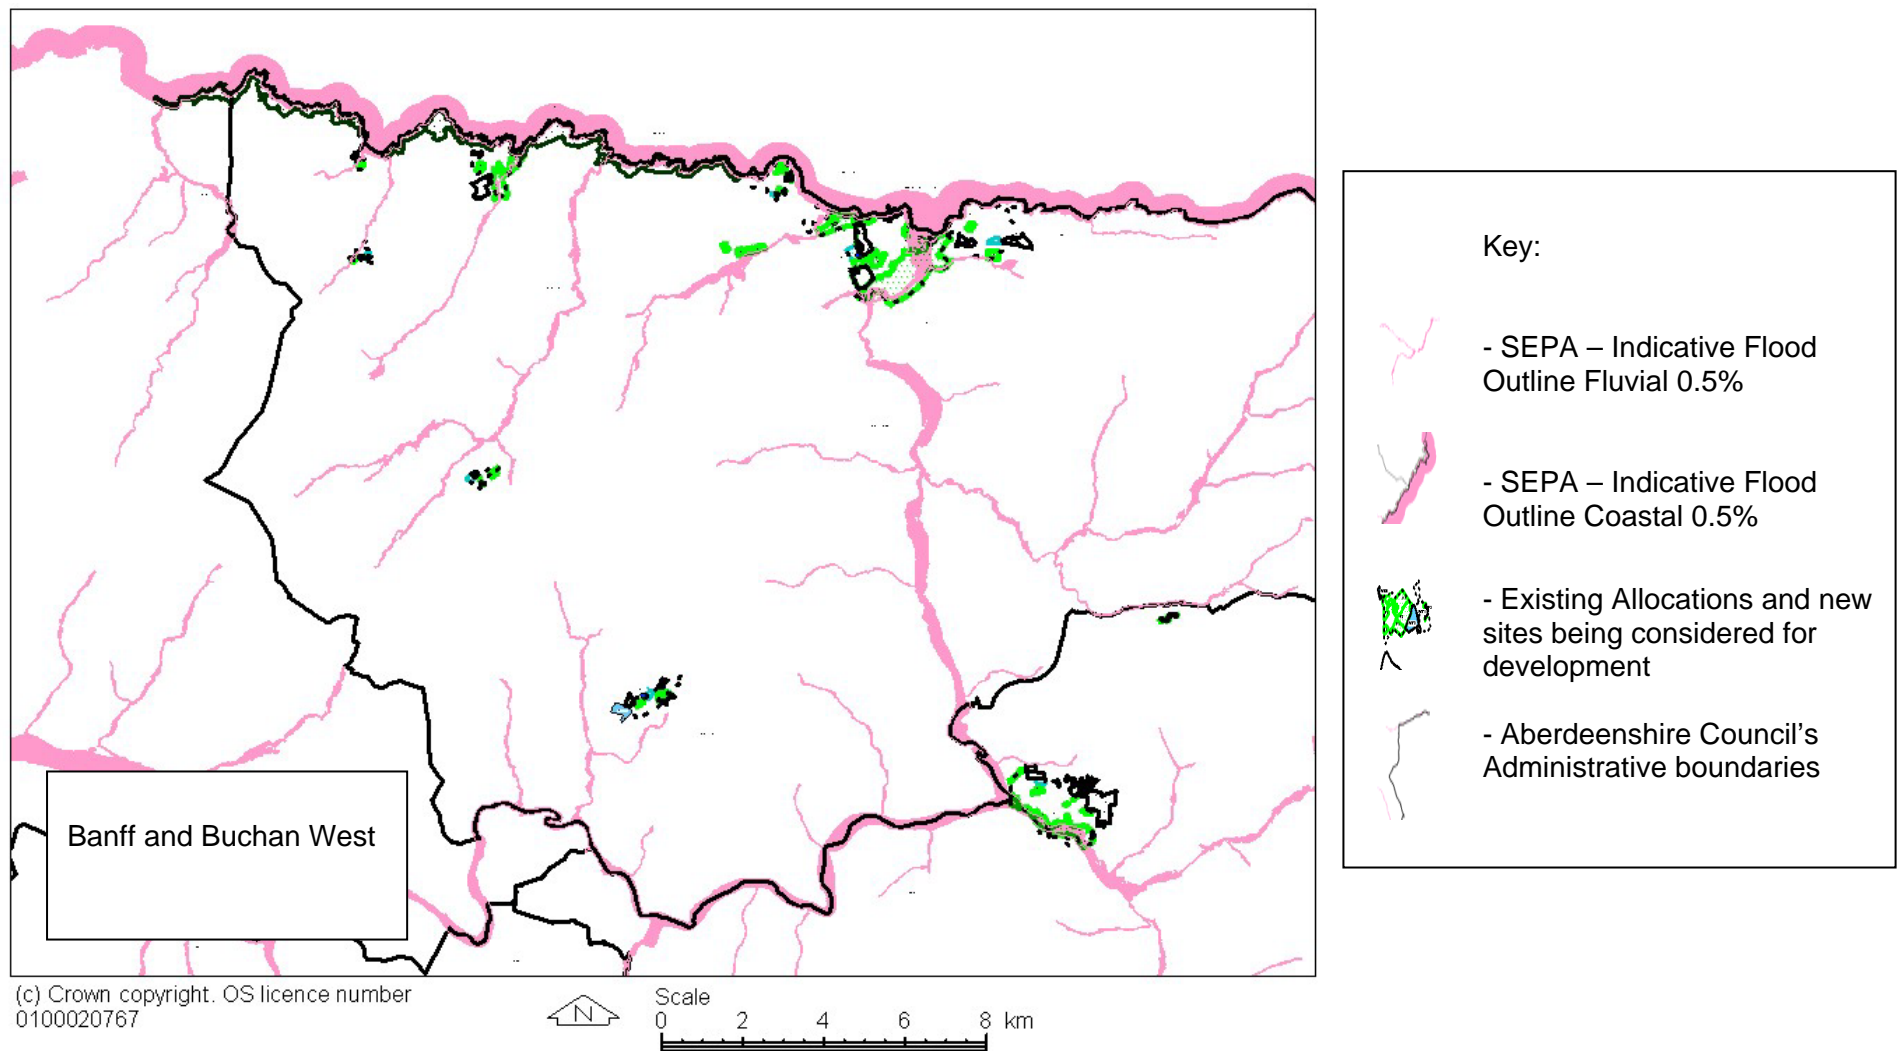 Banff and Buchan West
(c) Crown copyright. OS licence number
0100020767
N
Scale
0 2 4 6 8 km
Key:
- SEPA – Indicative Flood
Outline Fluvial 0.5%
- SEPA – Indicative Flood
Outline Coastal 0.5%
- Existing Allocations and new
sites being considered for
development
- Aberdeenshire Council’s
Administrative boundaries